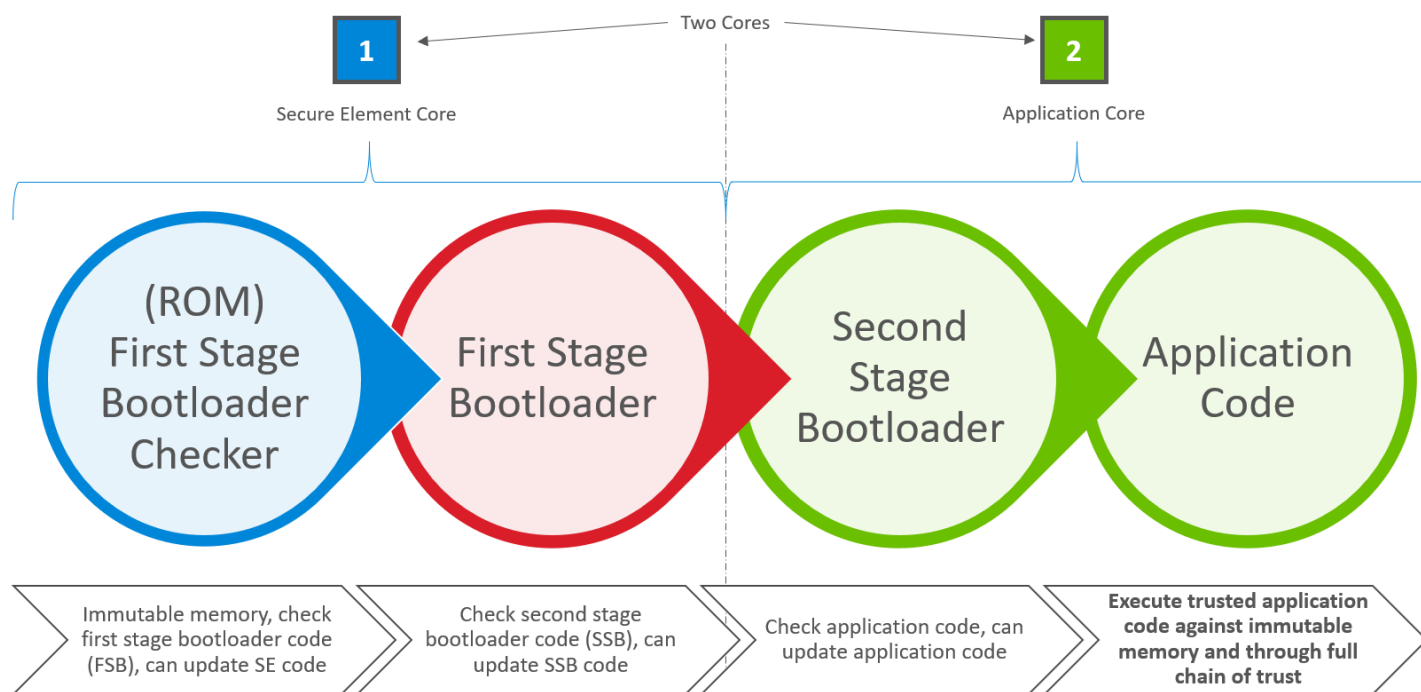 Two Cores
1
2
Secure Element Core
Application Core
(ROM)
First Stage
Bootloader
Checker
First Stage
Bootloader
Second
Stage
Bootloader
Application
Code
Immutable memory, check
first stage bootloader code
(FSB), can update SE code
Check second stage
bootloader code (SSB), can
update SSB code
Check application code, can
update application code
Execute trusted application
code against immutable
memory and through full
chain of trust